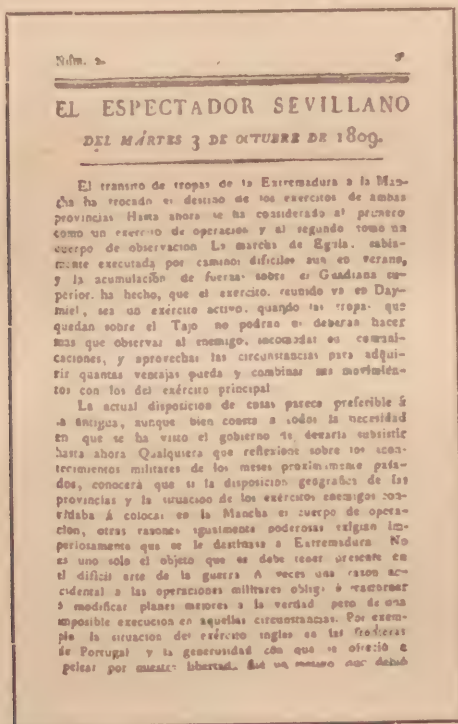 Núm. 2.
EL ESPECTADOR SEVILLANO
DEL MÁRTES 3 DE OCTUBRE DE 1809.
El transito de tropas de la Extremadura a la Man-
cha ha trocado el destino de los exercitos de ambas
provincias Hasta ahora se ha considerado al primero
como un exercito de operacion y al segundo como un
cuerpo de observacion La marcha de Eguia, sabia-
mente executada por caminos dificiles aun en verano,
y la acumulación de fuerzas sobre el Guadiana su-
perior, ha hecho, que el exercito, reunido ya en Day-
miel, sea un exército activo, quando las tropas que
quedan sobre el Tajo no podran ni deberan hacer
mas que observar al enemigo, sus comuni-
caciones, y aprovechar las circunstancias para adqui-
rir quantas ventajas pueda y combinar sus movimien-
tos con los del exército principal
La actual disposicion de cosas parece preferible á
la antigua, aunque bien consta a todos la necesidad
en que se ha visto el gobierno de dexarla subsistir
hasta ahora Qualquiera que reflexione sobre los acon-
tecimientos militares de los meses proximamente pasa-
dos, conocerá que si la disposicion geografica de las
provincias y la situacion de los exércitos enemigos con-
vidaba á colocar en la Mancha el cuerpo de opera-
cion, otras razones igualmente poderosas exigian im-
periosamente que se le destinase a Extremadura No
es uno solo el objeto que se debe tener presente en
el dificil arte de la guerra A veces una razon ac-
cidental a las operaciones militares obliga á trastornar
ó modificar planes mejores a la verdad pero de una
imposible execucion en aquellas circunstancias. Por exem-
plo la situacion del exército ingles en las fronteras
de Portugal y la generosidad con que se ofreció a
pelear por nuestra libertad, fué un motivo que debió